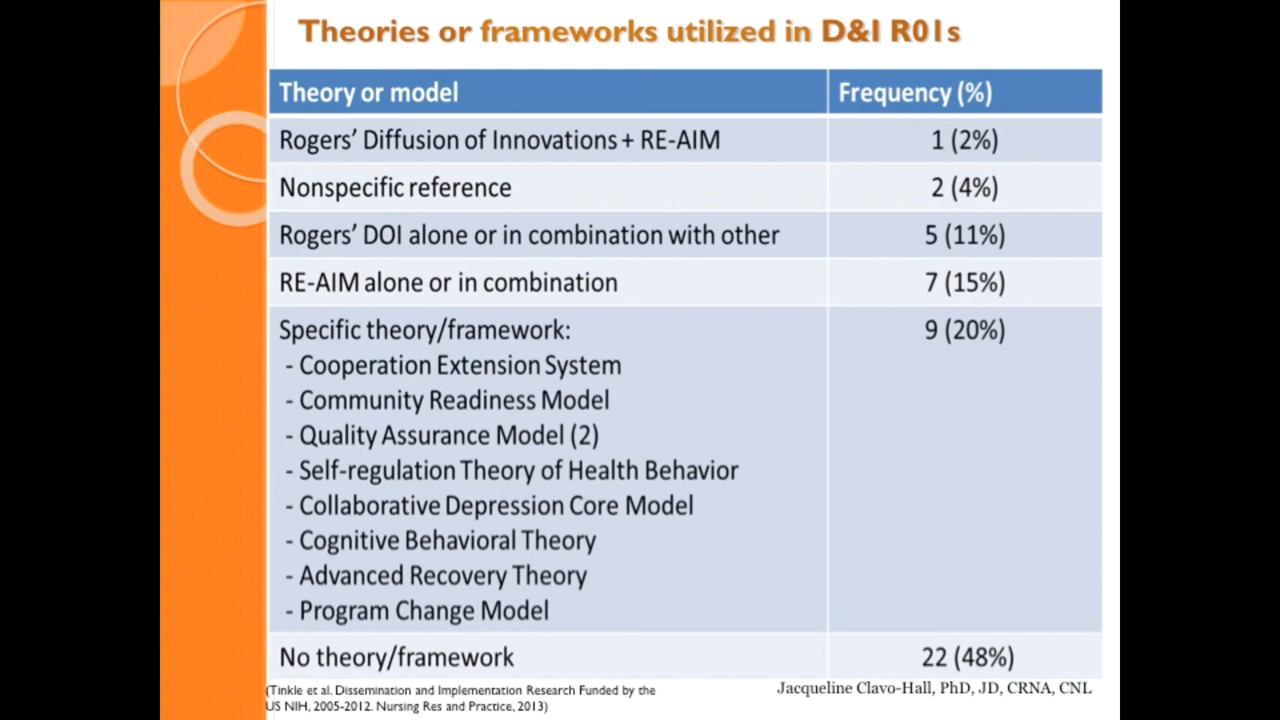 Theories or frameworks utilized in D&I R01s
Theory or model Frequency (%)
Rogers' Diffusion of Innovations + RE-AIM 1 (2%)
Nonspecific reference 2 (4%)
Rogers' DOI alone or in combination with other 5 (11%)
RE-AIM alone or in combination 7 (15%)
Specific theory/framework: 9 (20%)
- Cooperation Extension System
- Community Readiness Model
- Quality Assurance Model (2)
- Self-regulation Theory of Health Behavior
- Collaborative Depression Core Model
- Cognitive Behavioral Theory
- Advanced Recovery Theory
- Program Change Model
No theory/framework 22 (48%)
(Tinkle et al. Dissemination and Implementation Research Funded by the
US NIH, 2005-2012. Nursing Res and Practice, 2013)
Jacqueline Clavo-Hall, PhD, JD, CRNA, CNL